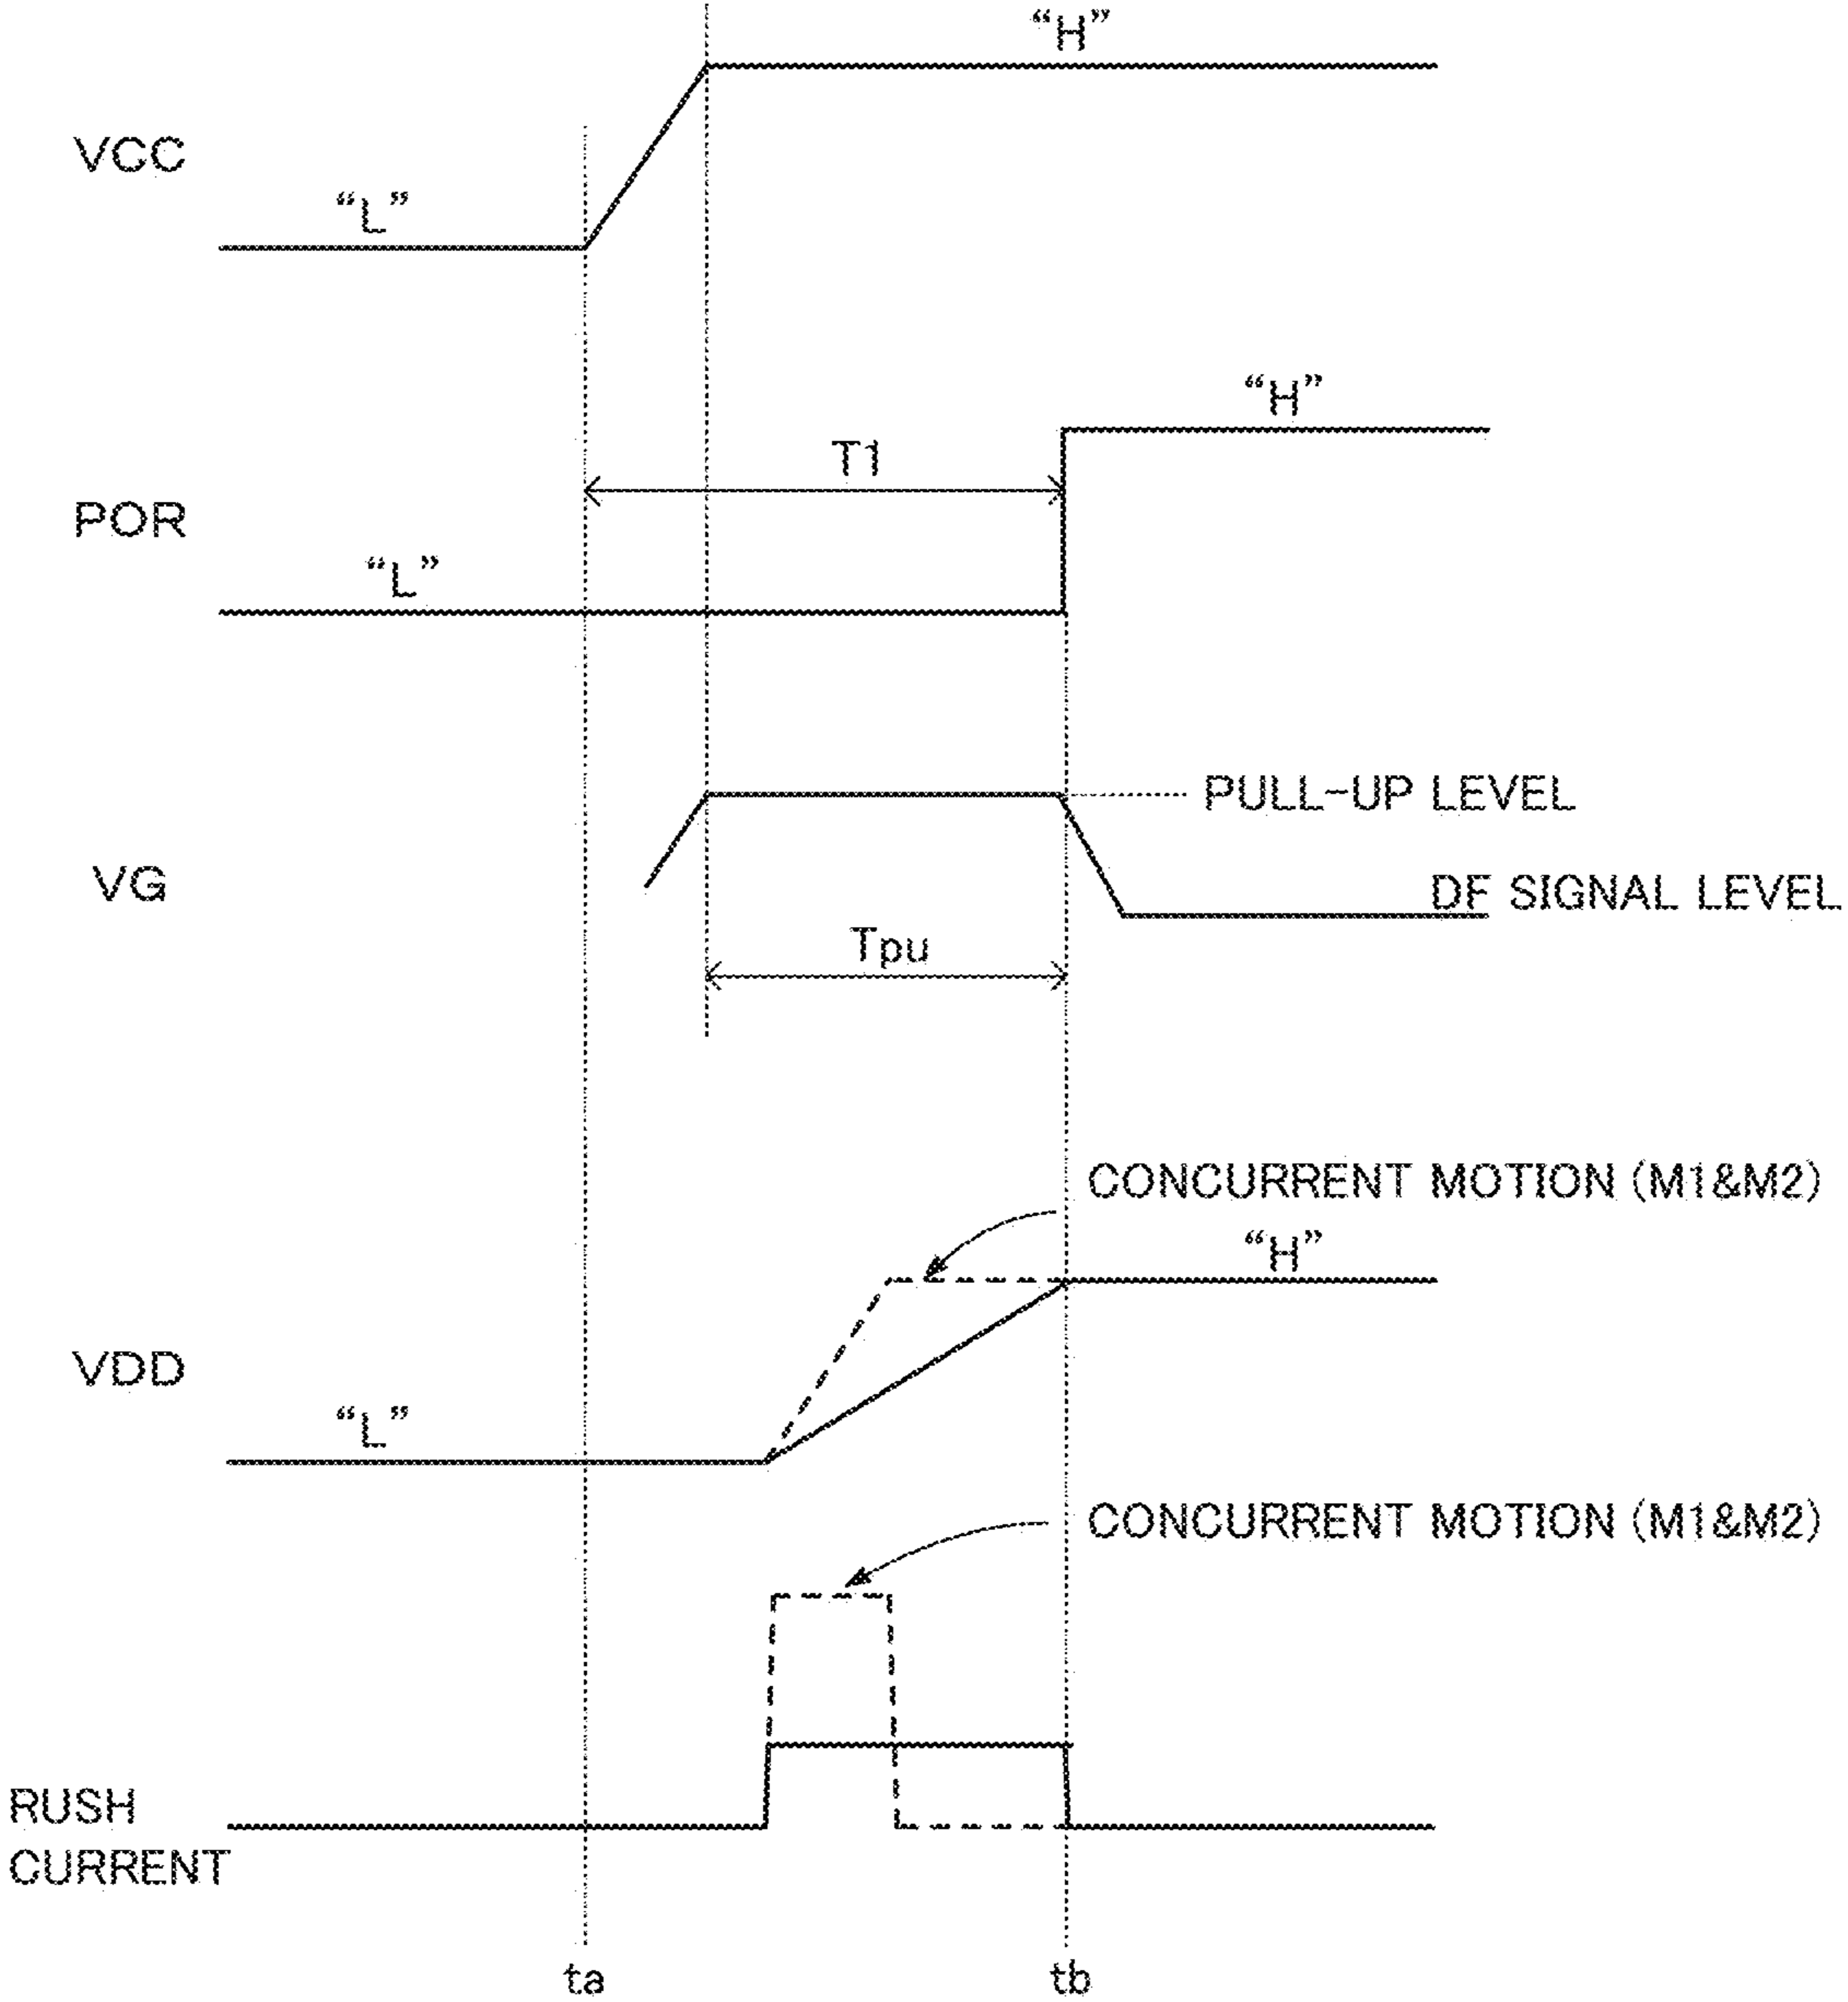 “H”
VCC
“L”
“H”
T1
POR
“L”
PULL-UP LEVEL
VG
DF SIGNAL LEVEL
Tpu
CONCURRENT MOTION (M1&M2)
“H”
VDD
“L”
CONCURRENT MOTION (M1&M2)
RUSH
CURRENT
ta
tb